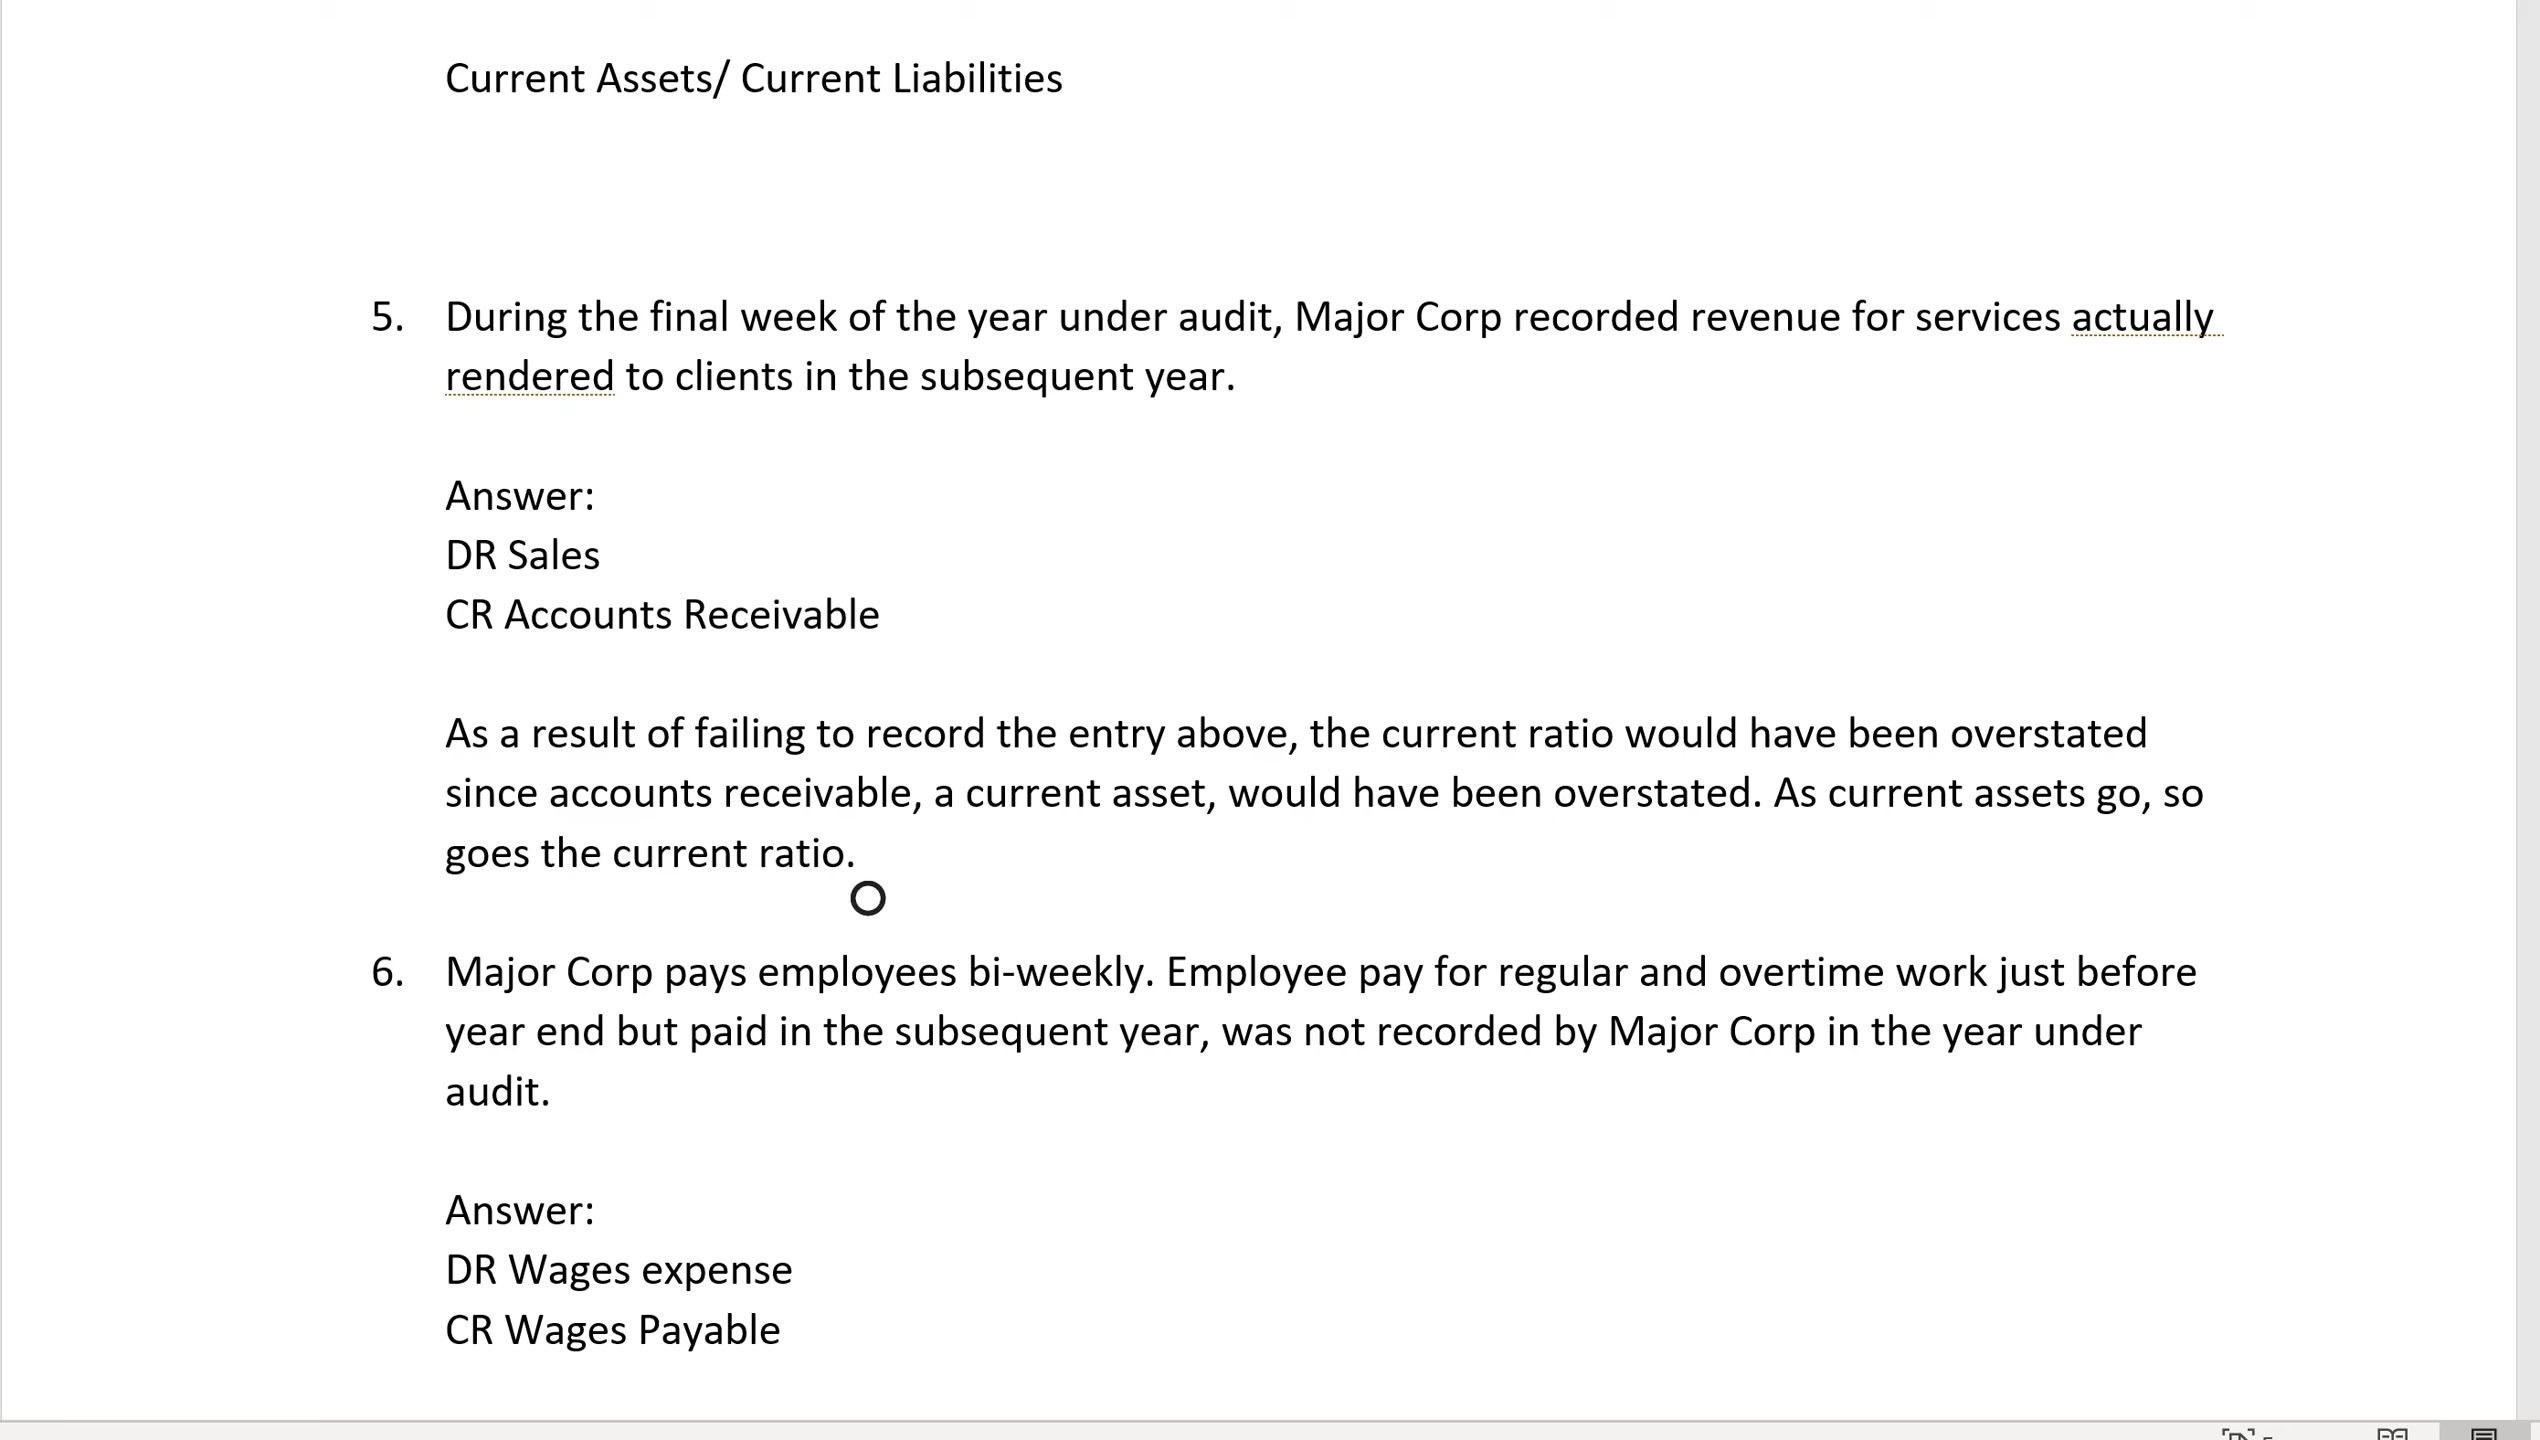 Current Assets/ Current Liabilities
5. During the final week of the year under audit, Major Corp recorded revenue for services actually
rendered to clients in the subsequent year.
Answer:
DR Sales
CR Accounts Receivable
As a result of failing to record the entry above, the current ratio would have been overstated
since accounts receivable, a current asset, would have been overstated. As current assets go, so
goes the current ratio.
6. Major Corp pays employees bi-weekly. Employee pay for regular and overtime work just before
year end but paid in the subsequent year, was not recorded by Major Corp in the year under
audit.
Answer:
DR Wages expense
CR Wages Payable